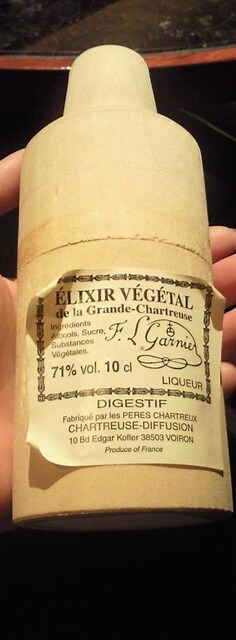 ÉLIXIR VÉGÉTAL
de la Grande-Chartreuse
Ingrédients
Alcools, Sucre,
Substances
Végétales.
F. L. Garnier
71% vol. 10 cl
LIQUEUR
DIGESTIF
Fabriqué par les PERES CHARTREUX
CHARTREUSE-DIFFUSION
10 Bd Edgar Kofler 38503 VOIRON
Produce of France